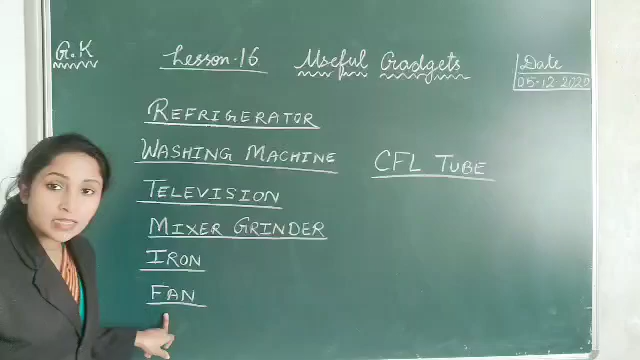 G.K
Lesson-16
Useful Gadgets
Date
05-12-2020
REFRIGERATOR
WASHING MACHINE
TELEVISION
MIXER GRINDER
IRON
FAN
CFL TUBE